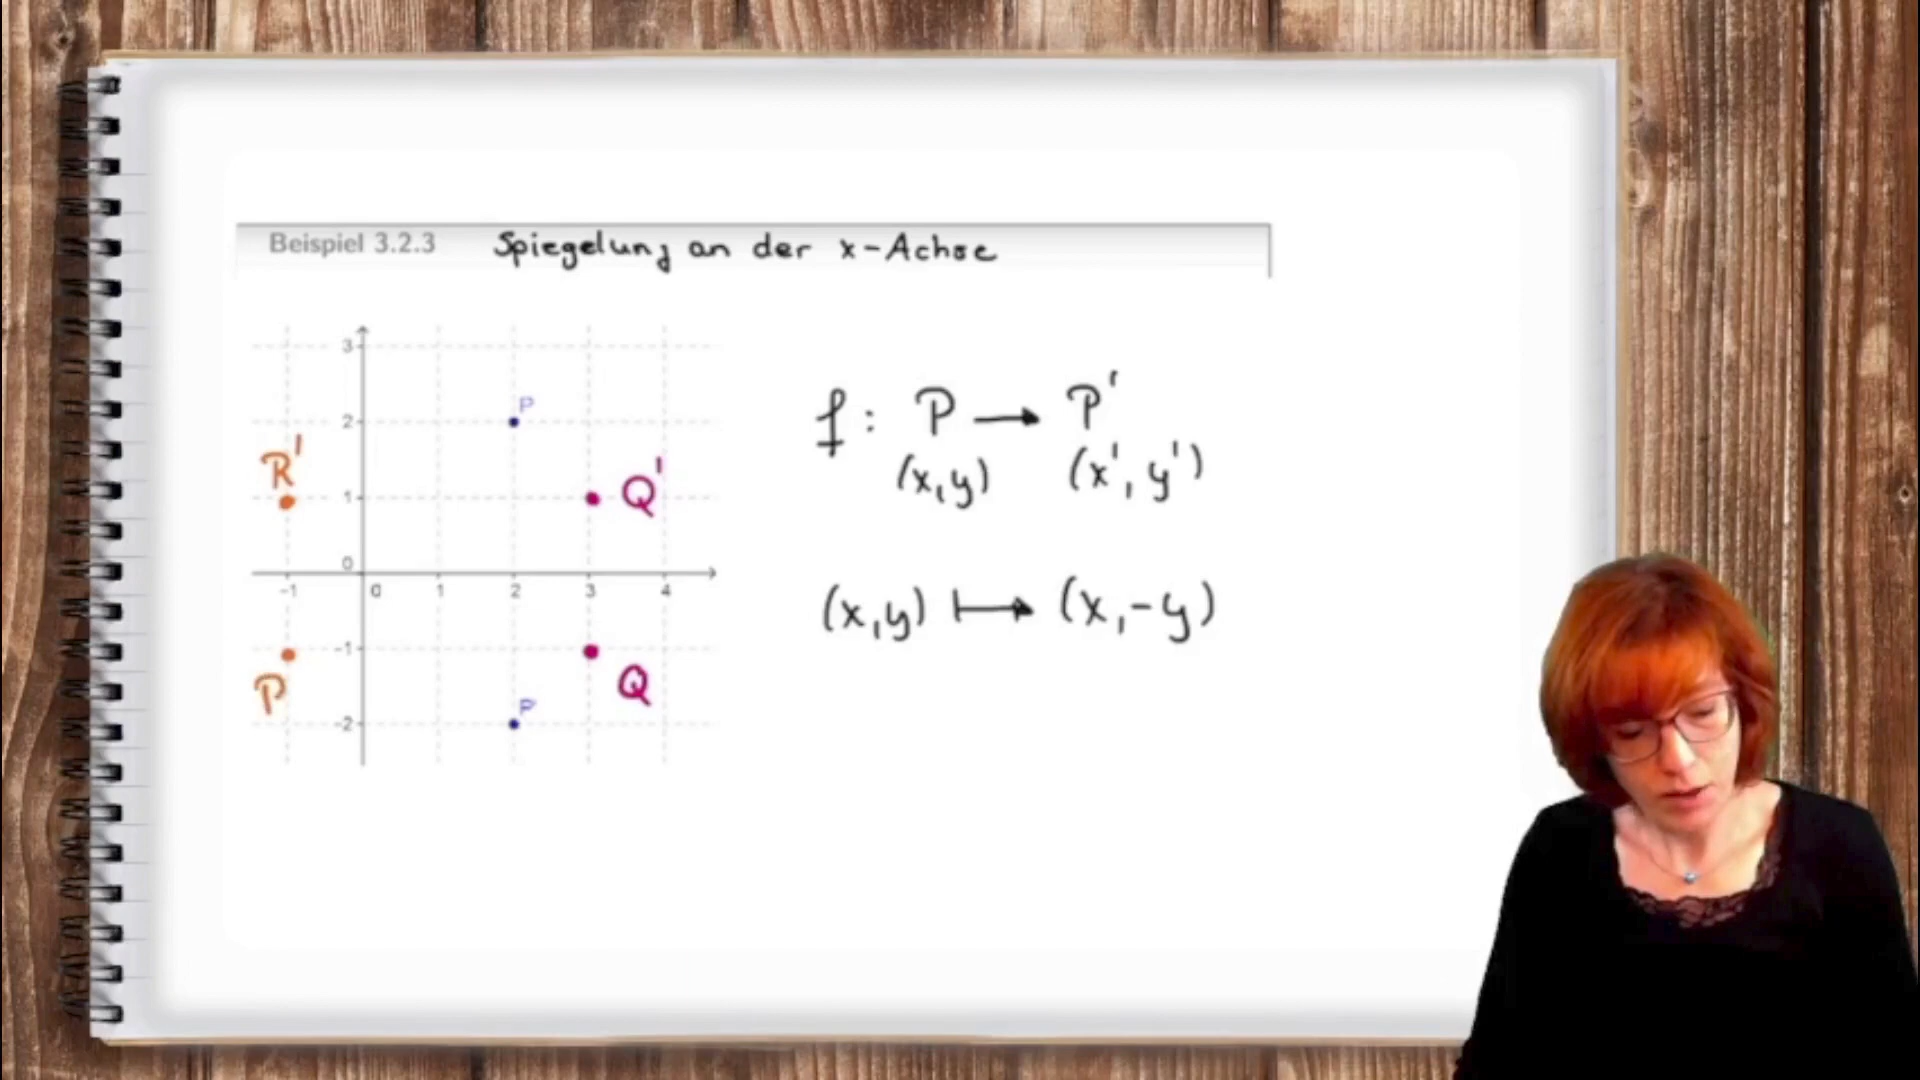 Beispiel 3.2.3 Spiegelung an der x-Achse
3
2
1
0
-1 0 1 2 3 4
-1
-2
P
R'
Q'
P
Q
P
f: P → P'
(x,y) (x', y')
(x,y) ↦ (x,-y)